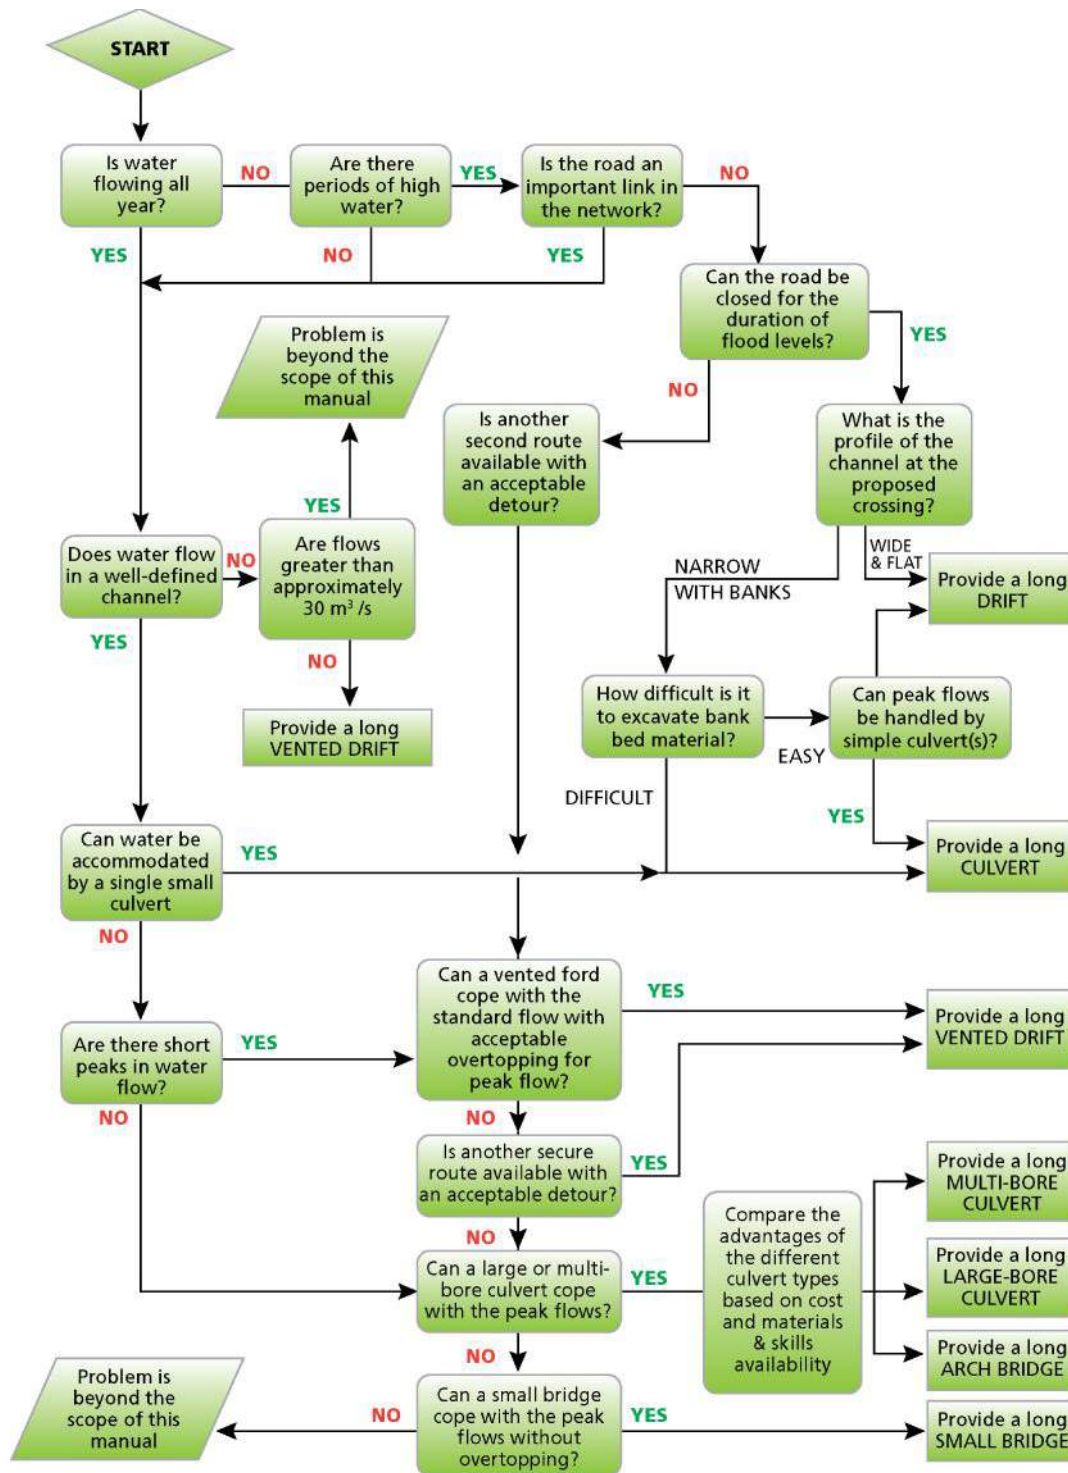 START
Is water
flowing all
year?
NO
Are there
periods of high
water?
YES
Is the road an
important link in
the network?
NO
YES
NO
YES
Can the road be
closed for the
duration of
flood levels?
YES
NO
Problem is
beyond the
scope of this
manual
Is another
second route
available with
an acceptable
detour?
What is the
profile of the
channel at the
proposed
crossing?
YES
Does water flow
in a well-defined
channel?
NO
Are flows
greater than
approximately
30 m³ /s
NARROW
WITH BANKS
WIDE
& FLAT
Provide a long
DRIFT
YES
NO
Provide a long
VENTED DRIFT
How difficult is it
to excavate bank
bed material?
Can peak flows
be handled by
simple culvert(s)?
EASY
DIFFICULT
YES
Can water be
accommodated
by a single small
culvert
YES
Provide a long
CULVERT
NO
Are there short
peaks in water
flow?
YES
Can a vented ford
cope with the
standard flow with
acceptable
overtopping for
peak flow?
YES
Provide a long
VENTED DRIFT
NO
NO
Is another secure
route available with
an acceptable detour?
YES
NO
Can a large or multi-
bore culvert cope
with the peak flows?
YES
Compare the
advantages of
the different
culvert types
based on cost
and materials
& skills
availability
Provide a long
MULTI-BORE
CULVERT
Provide a long
LARGE-BORE
CULVERT
Provide a long
ARCH BRIDGE
NO
Problem is
beyond the
scope of this
manual
NO
Can a small bridge
cope with the peak
flows without
overtopping?
YES
Provide a long
SMALL BRIDGE